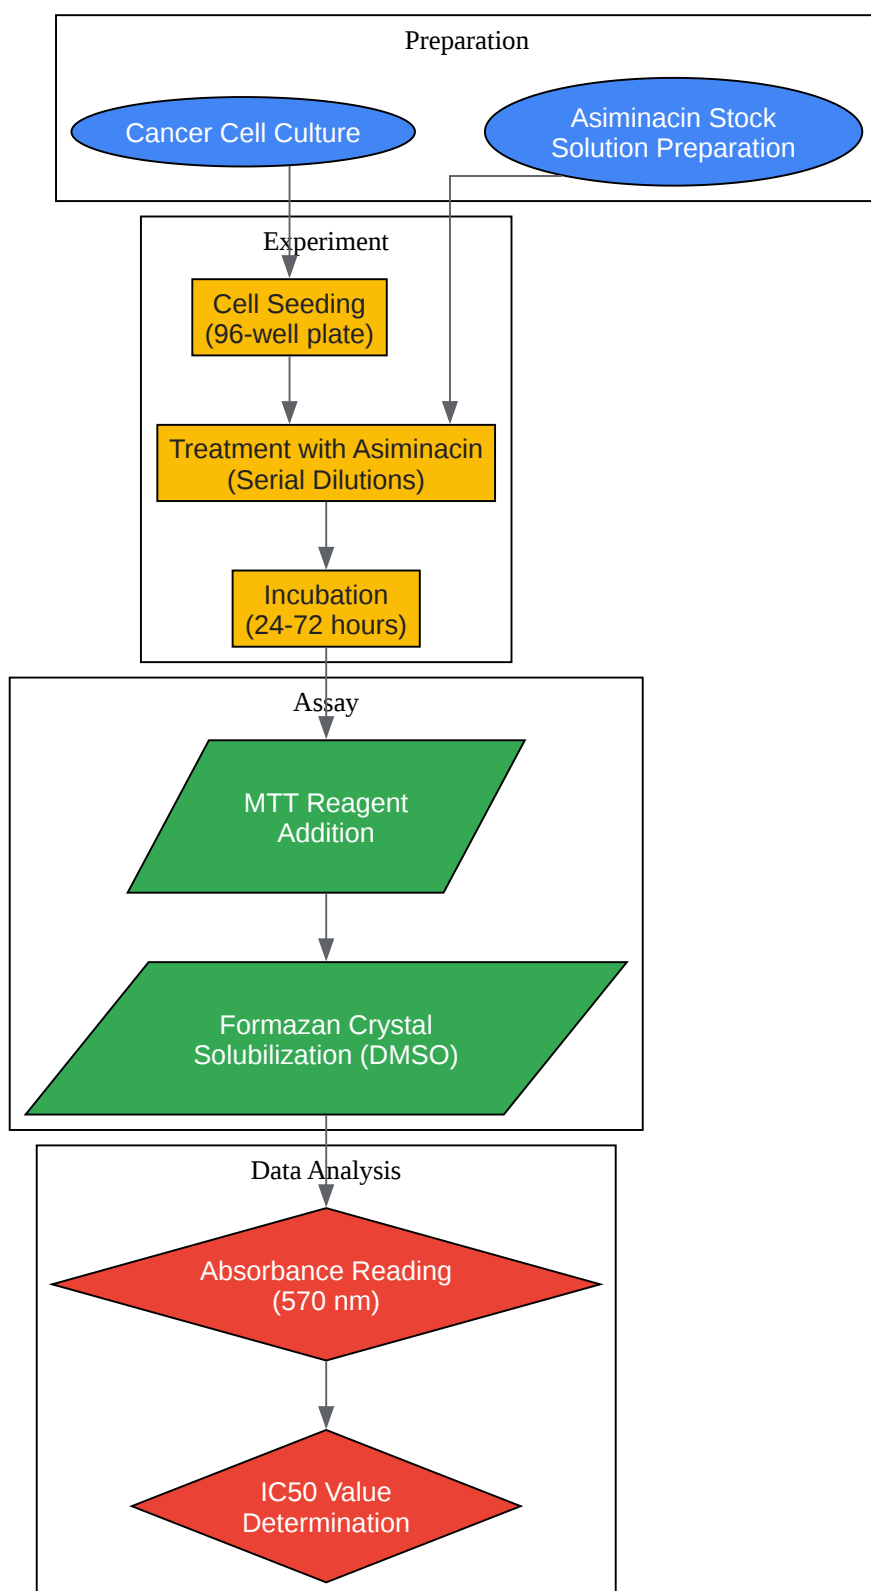 Preparation
Cancer Cell Culture
Asiminacin Stock
Solution Preparation
Experiment
Cell Seeding
(96-well plate)
Treatment with Asiminacin
(Serial Dilutions)
Incubation
(24-72 hours)
Assay
MTT Reagent
Addition
Formazan Crystal
Solubilization (DMSO)
Data Analysis
Absorbance Reading
(570 nm)
IC50 Value
Determination